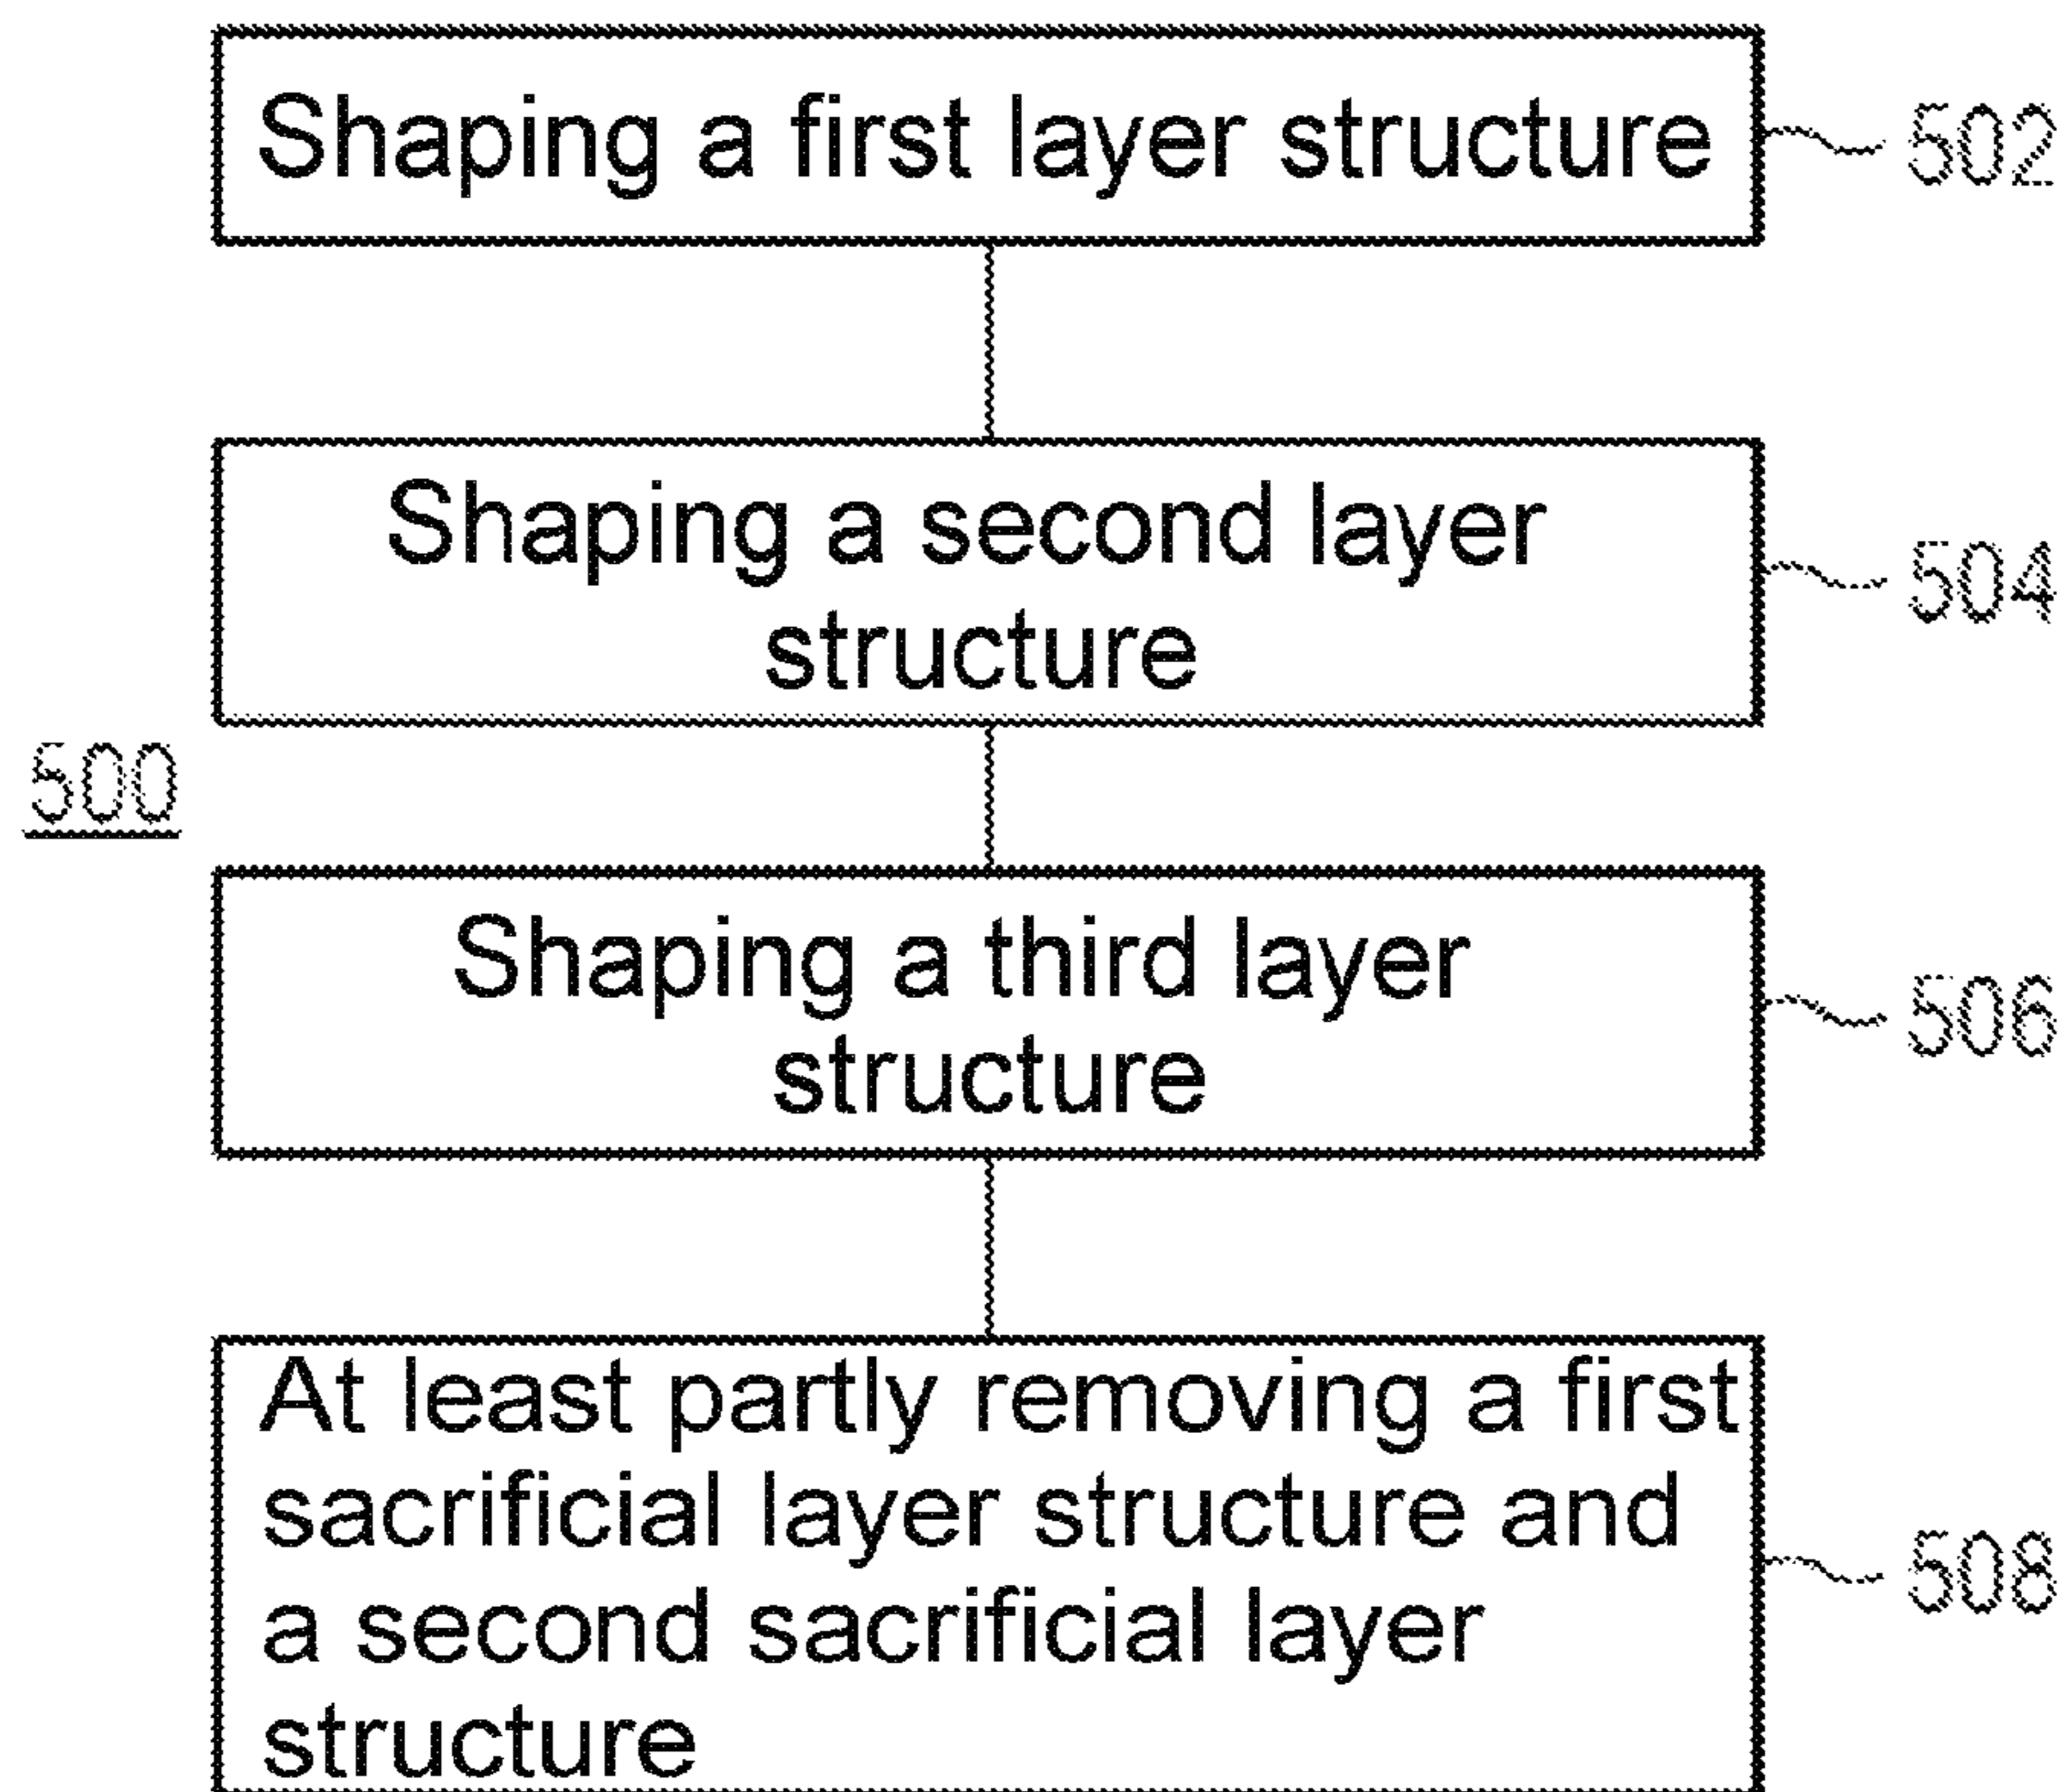 Shaping a first layer structure
502
Shaping a second layer
structure
504
500
Shaping a third layer
structure
506
At least partly removing a first
sacrificial layer structure and
a second sacrificial layer
structure
508